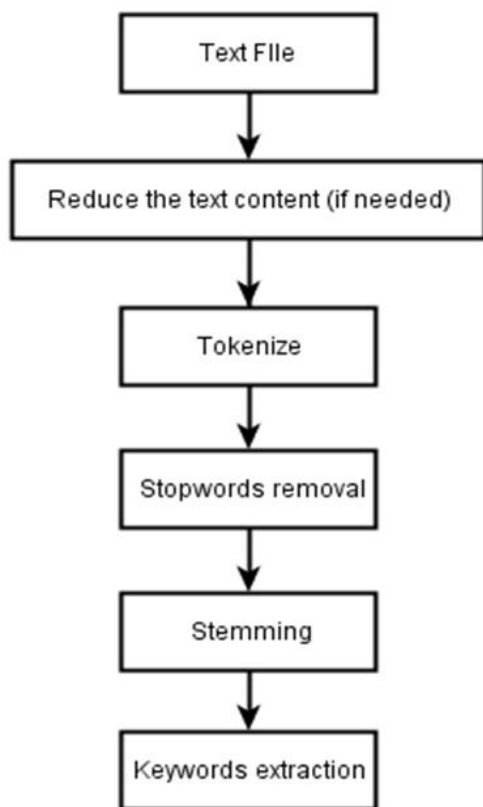 Text FIle
Reduce the text content (if needed)
Tokenize
Stopwords removal
Stemming
Keywords extraction